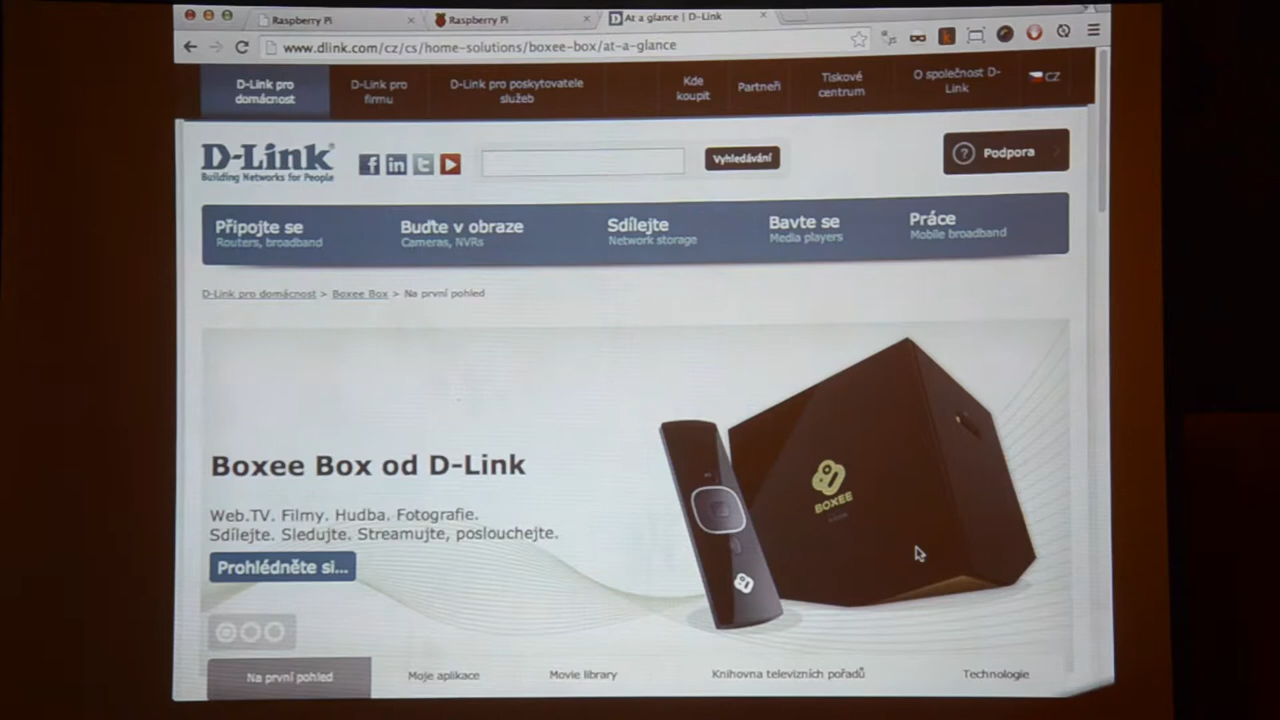 Raspberry Pi
Raspberry Pi
At a glance | D-Link
www.dlink.com/cz/cs/home-solutions/boxee-box/at-a-glance
D-Link pro
domácnost
D-Link pro
firmu
D-Link pro poskytovatele
služeb
Kde
koupit
Partneři
Tiskové
centrum
O společnost D-
Link
CZ
D-Link
Building Networks for People
Vyhledávání
Podpora
Připojte se
Routers, broadband
Buďte v obraze
Cameras, NVRs
Sdílejte
Network storage
Bavte se
Media players
Práce
Mobile broadband
D-Link pro domácnost > Boxee Box > Na první pohled
Boxee Box od D-Link
Web.TV. Filmy. Hudba. Fotografie.
Sdílejte. Sledujte. Streamujte, poslouchejte.
Prohlédněte si...
BOXEE
Na první pohled
Moje aplikace
Movie library
Knihovna televizních pořadů
Technologie